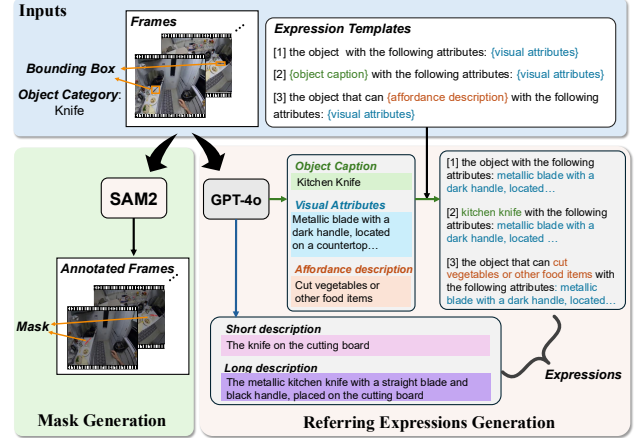 Inputs
Frames
...
Bounding Box
Object Category:
Knife
Expression Templates
[1] the object with the following attributes: {visual attributes}
[2] {object caption} with the following attributes: {visual attributes}
[3] the object that can {affordance description} with the following
attributes: {visual attributes}
SAM2
Annotated Frames
...
Mask
Mask Generation
GPT-4o
Object Caption
Kitchen Knife
Visual Attributes
Metallic blade with a
dark handle, located
on a countertop...
Affordance description
Cut vegetables or
other food items
[1] the object with the following
attributes: metallic blade with a
dark handle, located...
[2] kitchen knife with the following
attributes: metallic blade with a
dark handle, located ...
[3] the object that can cut
vegetables or other food items with
the following attributes: metallic
blade with a dark handle, located...
Short description
The knife on the cutting board
Long description
The metallic kitchen knife with a straight blade and
black handle, placed on the cutting board
Expressions
Referring Expressions Generation